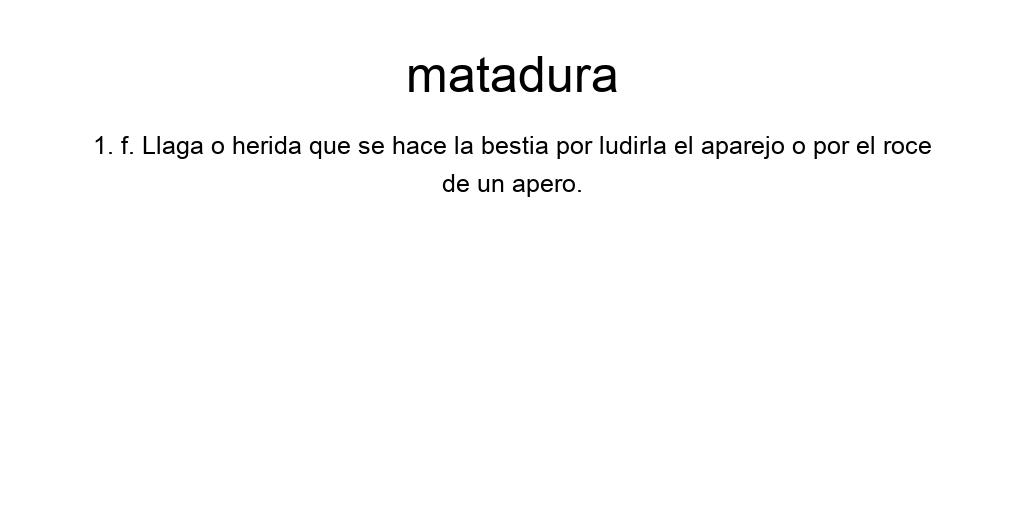 matadura
1. f. Llaga o herida que se hace la bestia por ludirla el aparejo o por el roce
de un apero.